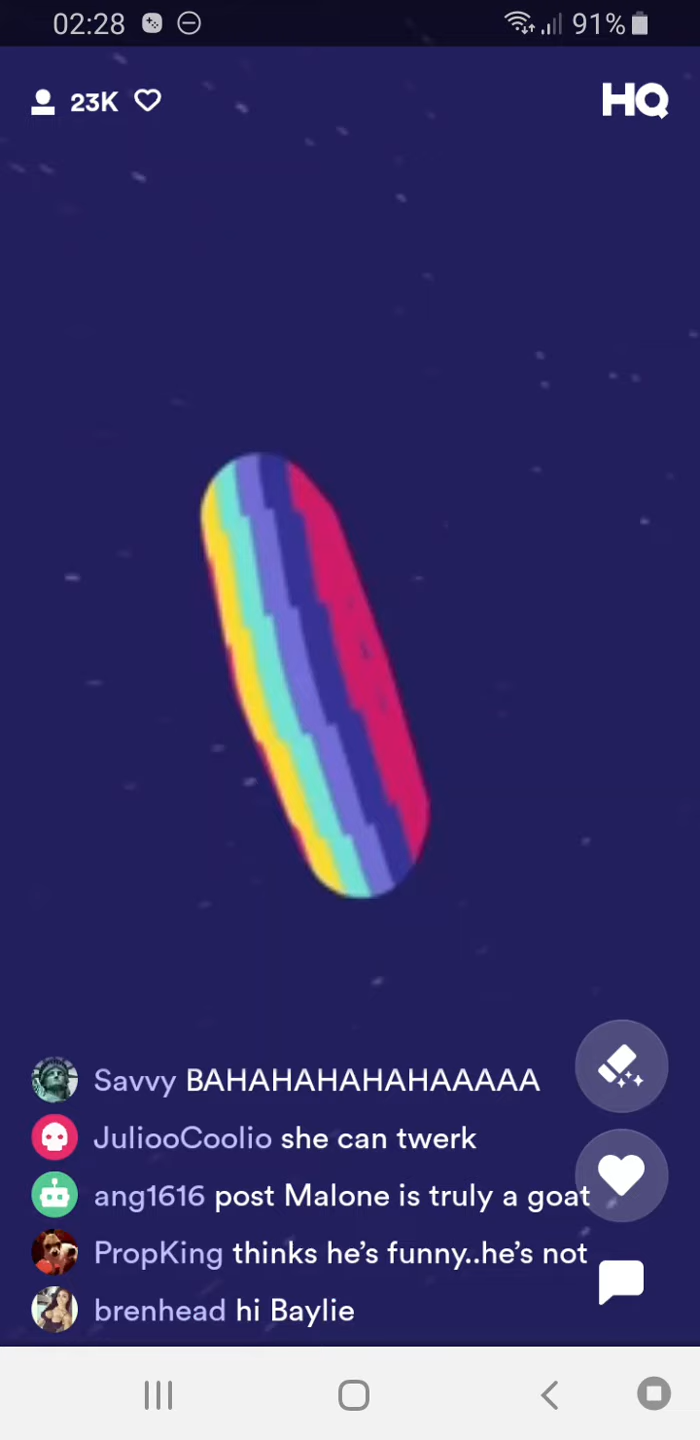 02:28 91%
23K HQ
Savvy BAHAHAHAHAHAAAAA
JuliooCoolio she can twerk
ang1616 post Malone is truly a goat
PropKing thinks he’s funny..he’s not
brenhead hi Baylie